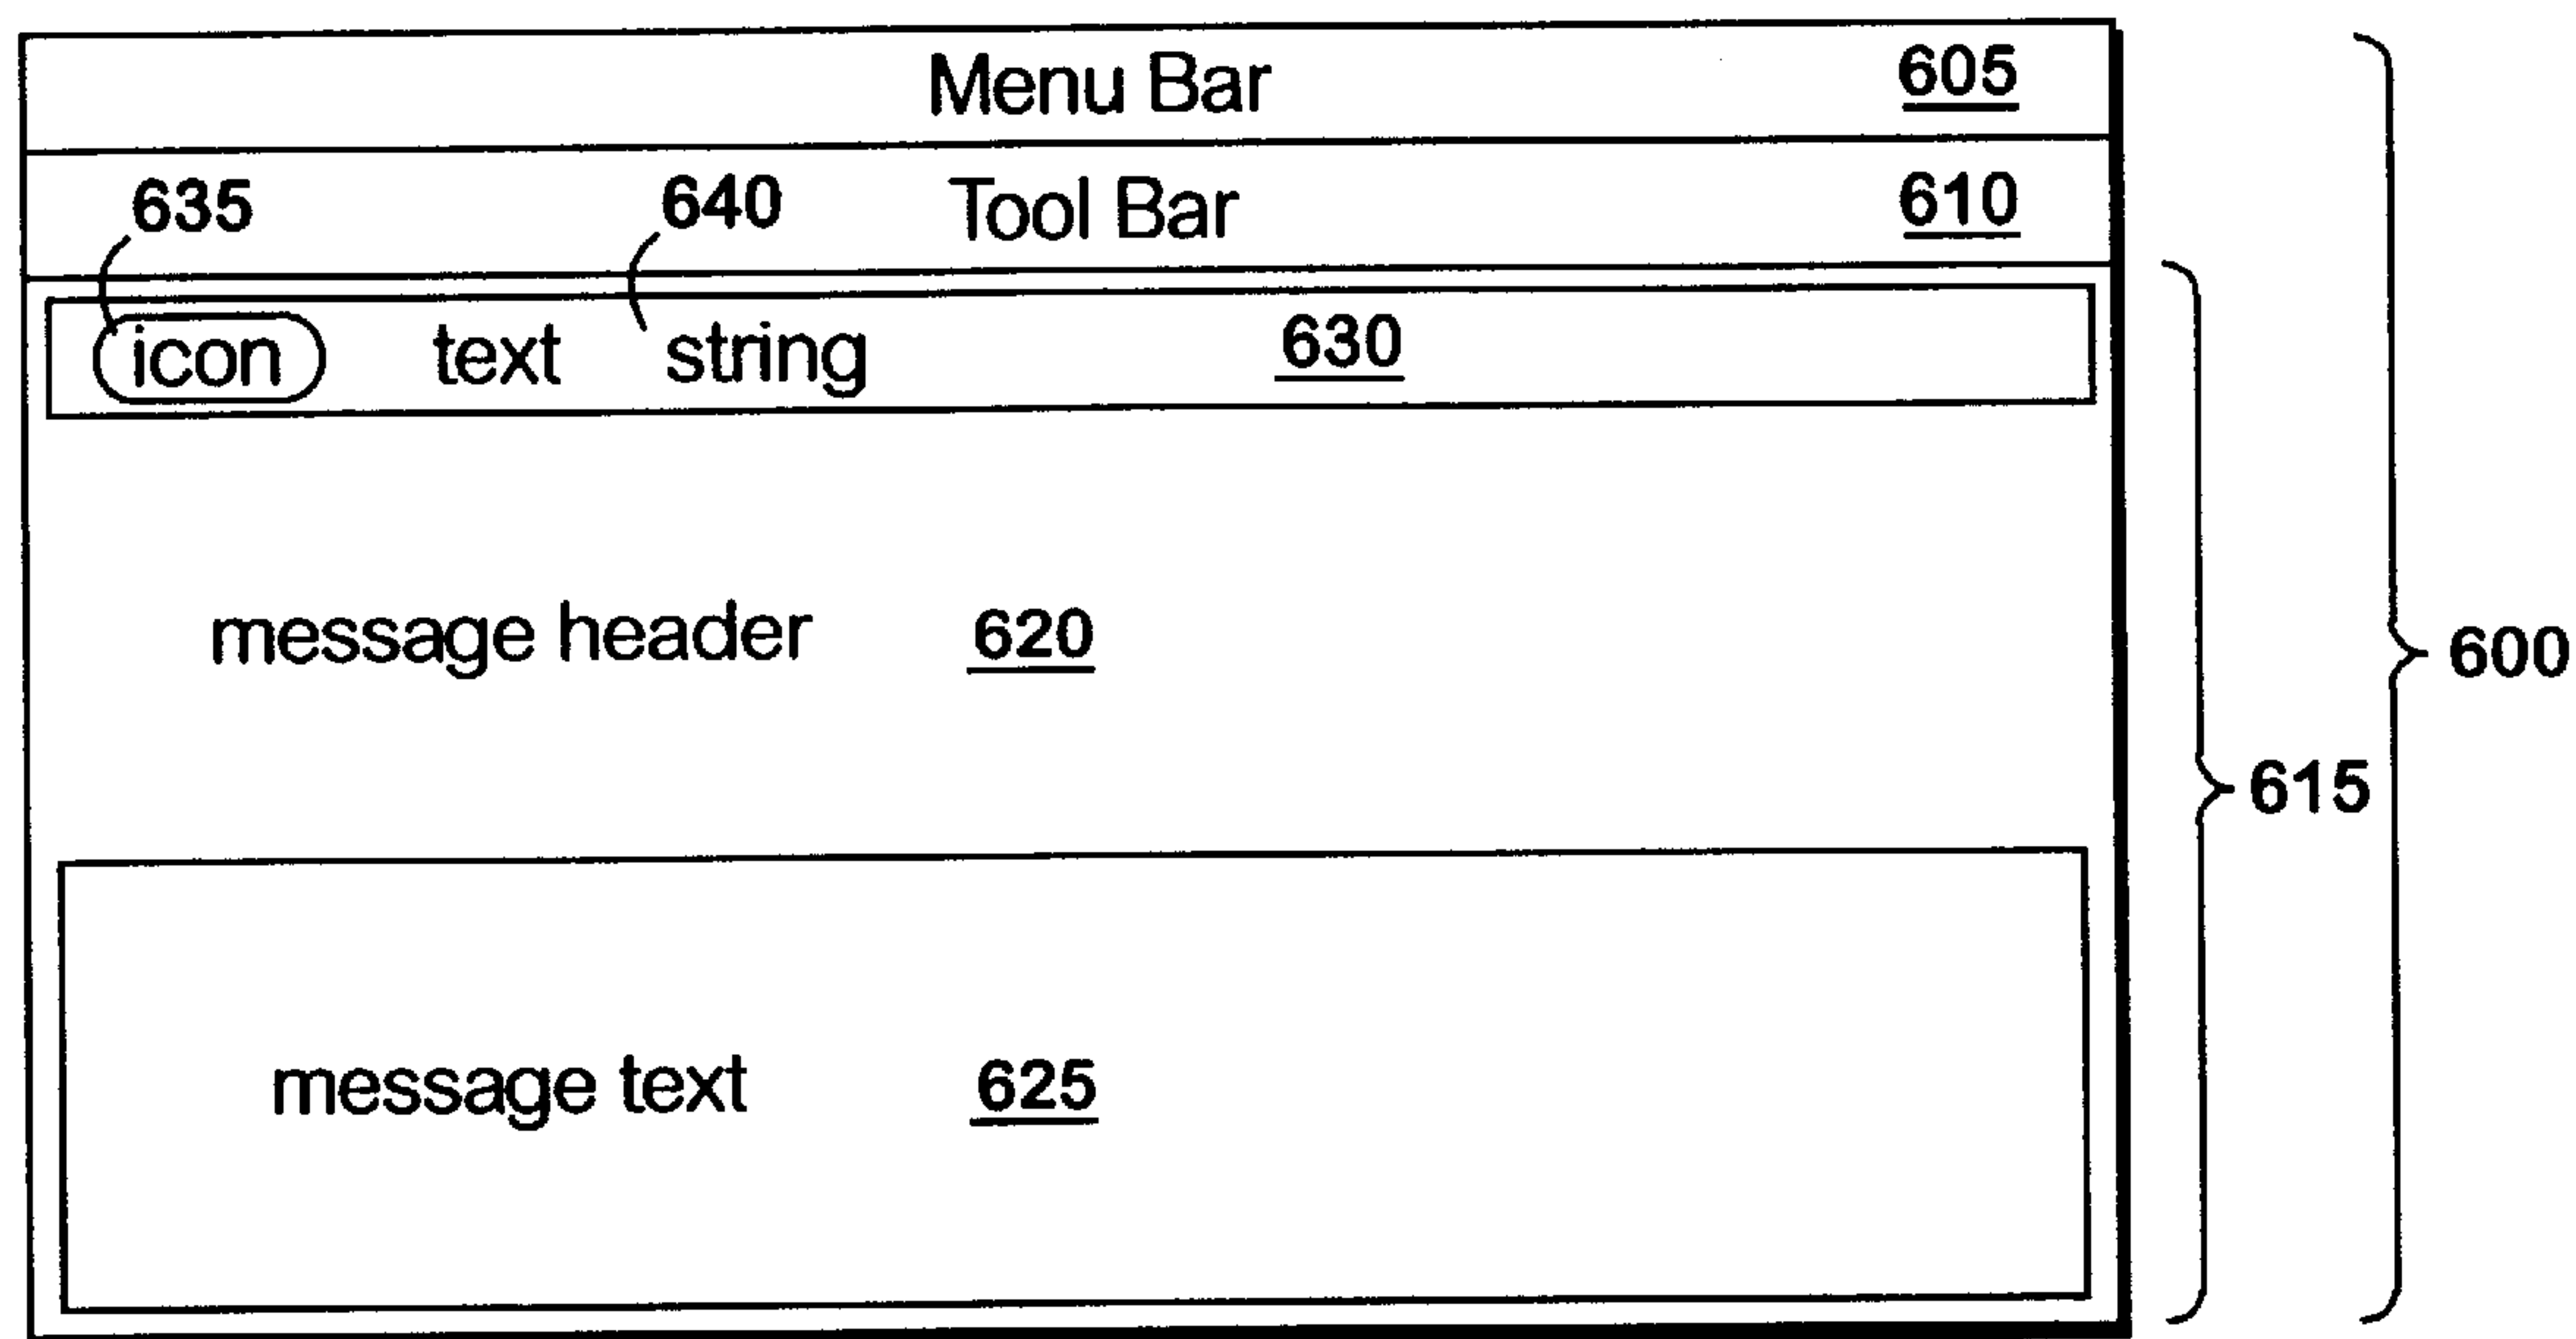 Menu Bar 605
635 640 Tool Bar 610
icon text string 630
message header 620
600
615
message text 625